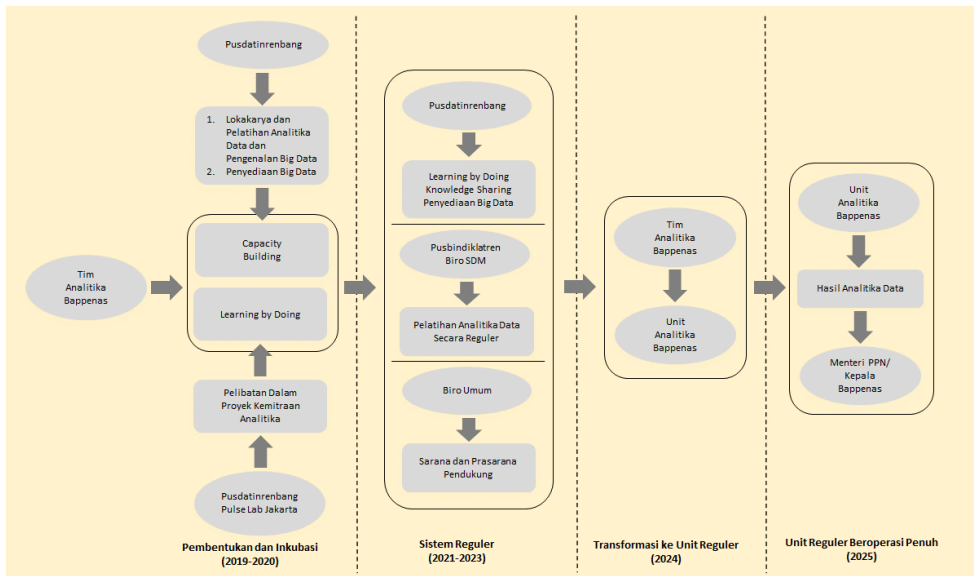 Pusdatinrenbang
1. Lokakarya dan
Pelatihan Analitika
Data dan
Pengenalan Big Data
2. Penyediaan Big Data
Tim
Analitika
Bappenas
Capacity
Building
Learning by Doing
Pelibatan Dalam
Proyek Kemitraan
Analitika
Pusdatinrenbang
Pulse Lab Jakarta
Pembentukan dan Inkubasi
(2019-2020)
Pusdatinrenbang
Learning by Doing
Knowledge Sharing
Penyediaan Big Data
Pusbindiklatren
Biro SDM
Pelatihan Analitika Data
Secara Reguler
Biro Umum
Sarana dan Prasarana
Pendukung
Sistem Reguler
(2021-2023)
Tim
Analitika
Bappenas
Unit
Analitika
Bappenas
Transformasi ke Unit Reguler
(2024)
Unit
Analitika
Bappenas
Hasil Analitika Data
Menteri PPN/
Kepala
Bappenas
Unit Reguler Beroperasi Penuh
(2025)